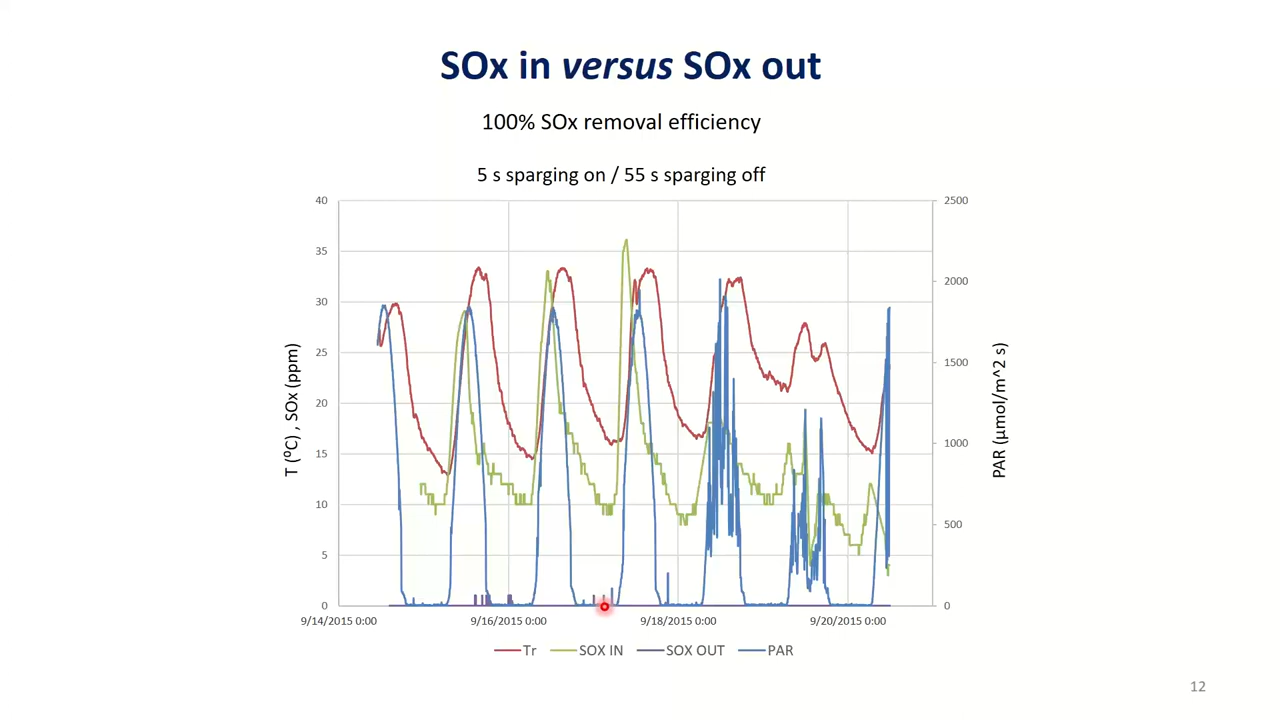 SOx in versus SOx out
100% SOx removal efficiency
5 s sparging on / 55 s sparging off
40
35
30
25
20
15
10
5
0
T (⁰C) , SOx (ppm)
2500
2000
1500
1000
500
0
PAR (µmol/m^2 s)
9/14/2015 0:00
9/16/2015 0:00
9/18/2015 0:00
9/20/2015 0:00
Tr
SOX IN
SOX OUT
PAR
12